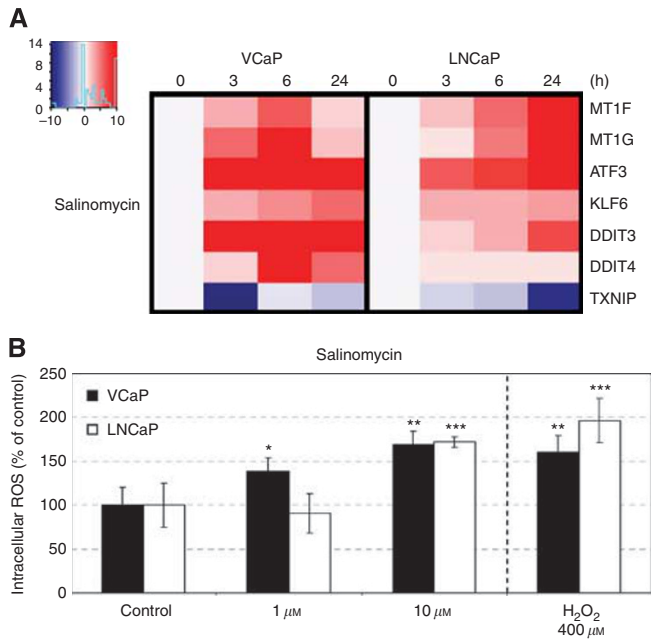 A
14
12
8
4
0
−10 0 10
VCaP LNCaP
0 3 6 24 0 3 6 24 (h)
MT1F
MT1G
ATF3
Salinomycin
KLF6
DDIT3
DDIT4
TXNIP
B
Salinomycin
Intracellular ROS (% of control)
250
200
150
100
50
0
VCaP
LNCaP
*
** ***
** ***
Control 1 μM 10 μM H₂O₂
400 μM